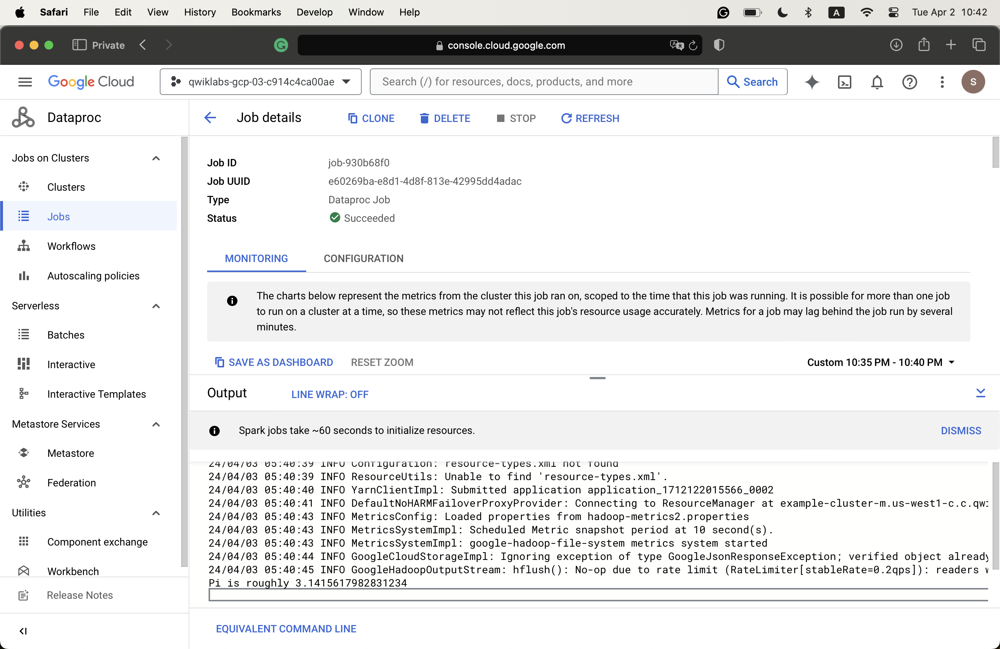 Safari File Edit View History Bookmarks Develop Window Help A Tue Apr 2 10:42
Private console.cloud.google.com
Google Cloud qwiklabs-gcp-03-c914c4ca00ae Search (/) for resources, docs, products, and more Search S
Dataproc
Jobs on Clusters
Clusters
Jobs
Workflows
Autoscaling policies
Serverless
Batches
Interactive
Interactive Templates
Metastore Services
Metastore
Federation
Utilities
Component exchange
Workbench
Release Notes
Job details CLONE DELETE STOP REFRESH
Job ID job-930b68f0
Job UUID e60269ba-e8d1-4d8f-813e-42995dd4adac
Type Dataproc Job
Status Succeeded
MONITORING CONFIGURATION
The charts below represent the metrics from the cluster this job ran on, scoped to the time that this job was running. It is possible for more than one job
to run on a cluster at a time, so these metrics may not reflect this job's resource usage accurately. Metrics for a job may lag behind the job run by several
minutes.
SAVE AS DASHBOARD RESET ZOOM Custom 10:35 PM - 10:40 PM
Output LINE WRAP: OFF
Spark jobs take ~60 seconds to initialize resources. DISMISS
24/04/03 05:40:39 INFO Configuration: resource-types.xml not found
24/04/03 05:40:39 INFO ResourceUtils: Unable to find 'resource-types.xml'.
24/04/03 05:40:40 INFO YarnClientImpl: Submitted application application_1712122015566_0002
24/04/03 05:40:41 INFO DefaultNoHARMFailoverProxyProvider: Connecting to ResourceManager at example-cluster-m.us-west1-c.c.qwi
24/04/03 05:40:43 INFO MetricsConfig: Loaded properties from hadoop-metrics2.properties
24/04/03 05:40:43 INFO MetricsSystemImpl: Scheduled Metric snapshot period at 10 second(s).
24/04/03 05:40:43 INFO MetricsSystemImpl: google-hadoop-file-system metrics system started
24/04/03 05:40:44 INFO GoogleCloudStorageImpl: Ignoring exception of type GoogleJsonResponseException; verified object already
24/04/03 05:40:45 INFO GoogleHadoopOutputStream: hflush(): No-op due to rate limit (RateLimiter[stableRate=0.2qps]): readers
Pi is roughly 3.1415617982831234
EQUIVALENT COMMAND LINE